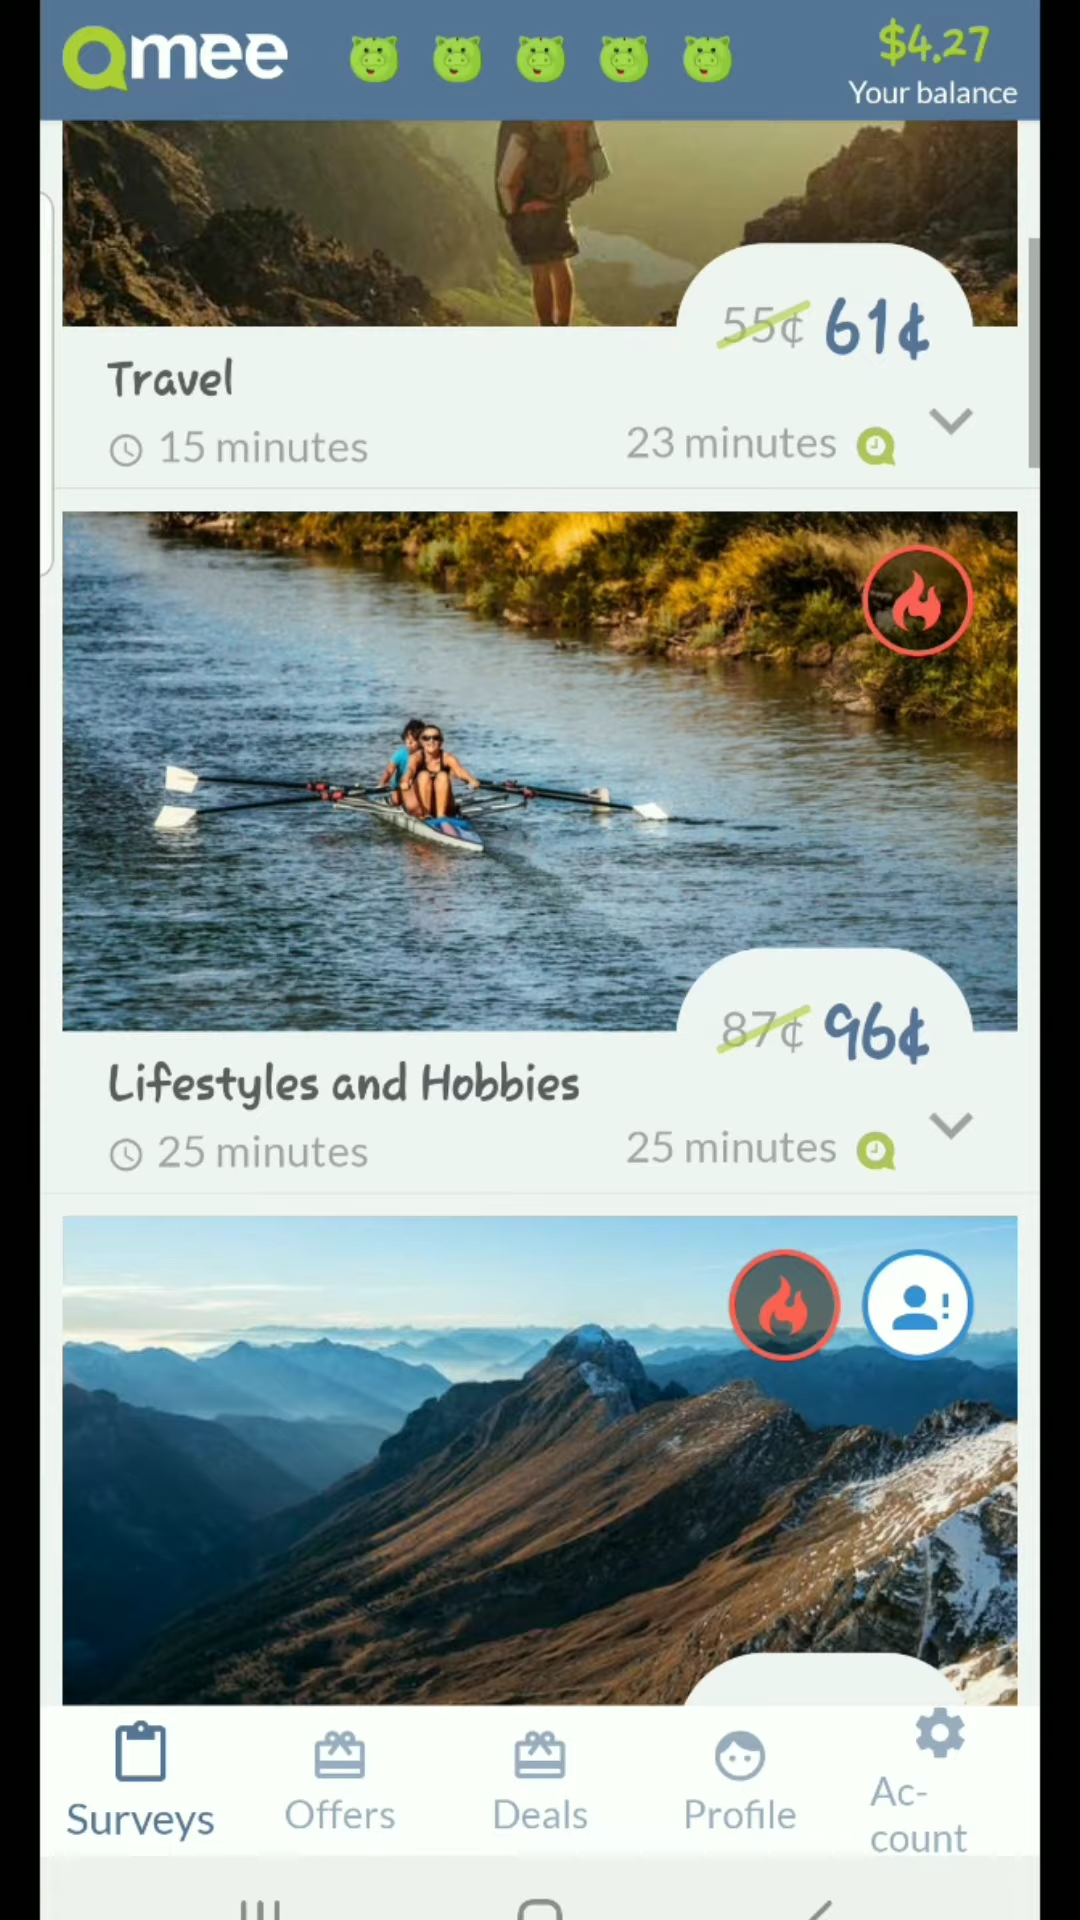 Qmee
$4.27
Your balance
55¢ 61¢
Travel
15 minutes 23 minutes
87¢ 96¢
Lifestyles and Hobbies
25 minutes 25 minutes
Surveys Offers Deals Profile Ac-
count